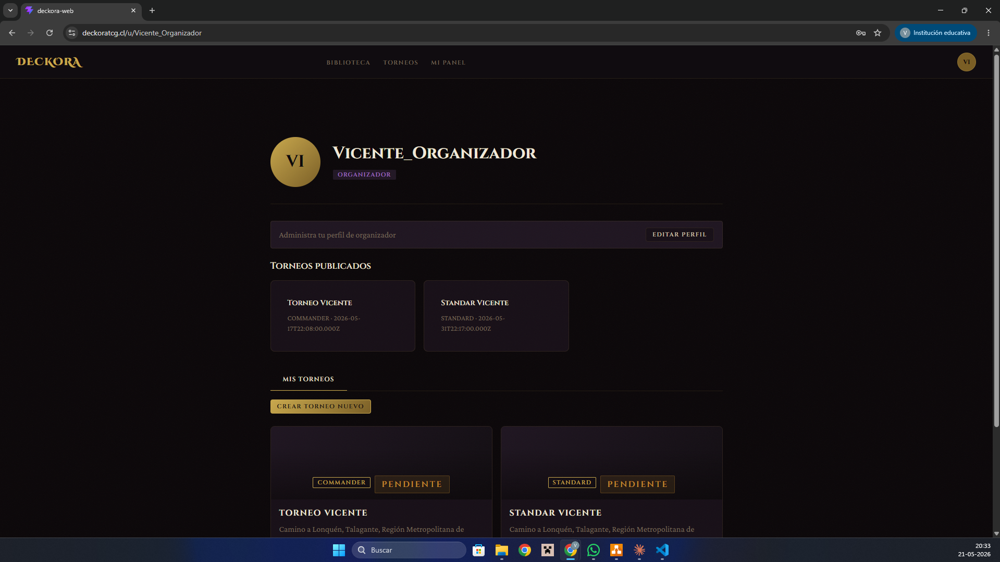 deckora-web
deckoratcg.cl/u/Vicente_Organizador
V
Institución educativa
DECKORA
BIBLIOTECA
TORNEOS
MI PANEL
VI
VI
VICENTE_ORGANIZADOR
ORGANIZADOR
Administra tu perfil de organizador
EDITAR PERFIL
TORNEOS PUBLICADOS
TORNEO VICENTE
COMMANDER · 2026-05-
17T22:08:00.000Z
STANDAR VICENTE
STANDARD · 2026-05-
31T22:17:00.000Z
MIS TORNEOS
CREAR TORNEO NUEVO
COMMANDER
PENDIENTE
TORNEO VICENTE
Camino a Lonquén, Talagante, Región Metropolitana de
STANDARD
PENDIENTE
STANDAR VICENTE
Camino a Lonquén, Talagante, Región Metropolitana de
Buscar
V
20:33
21-05-2026